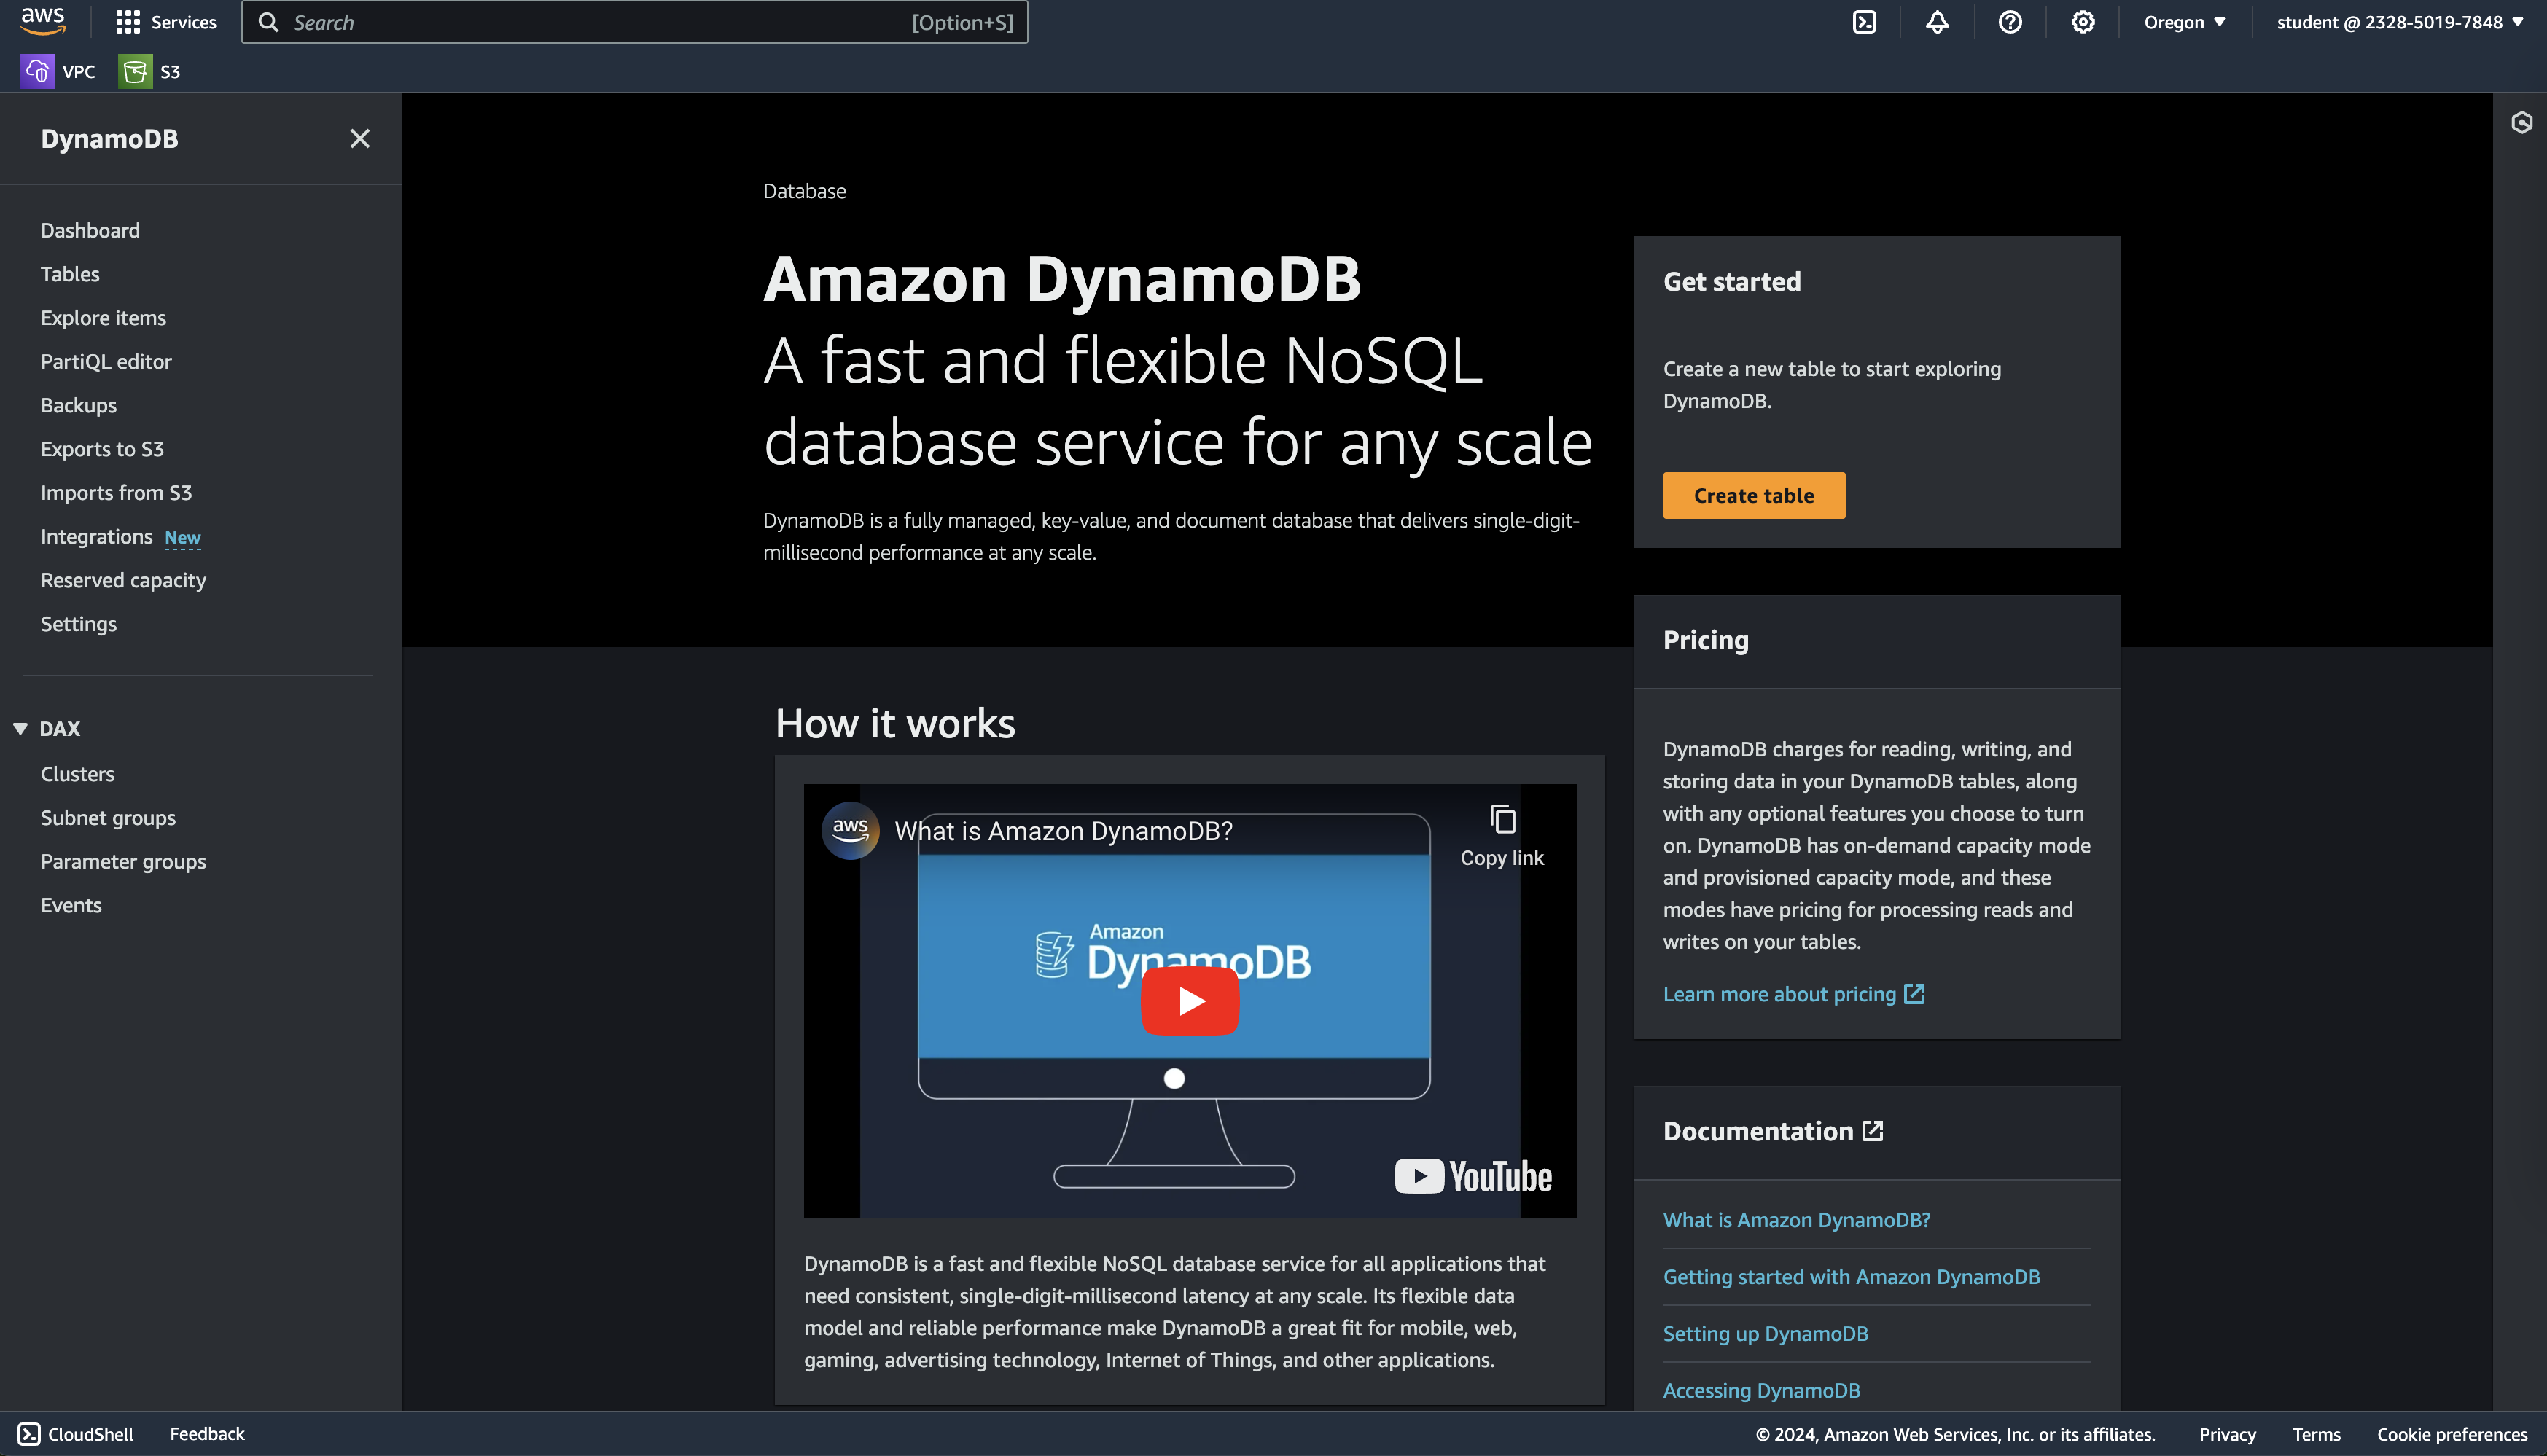 aws
Services
Search
[Option+S]
Oregon
student @ 2328-5019-7848
VPC
S3
DynamoDB
Dashboard
Tables
Explore items
PartiQL editor
Backups
Exports to S3
Imports from S3
Integrations New
Reserved capacity
Settings
DAX
Clusters
Subnet groups
Parameter groups
Events
Database
Amazon DynamoDB
A fast and flexible NoSQL
database service for any scale
DynamoDB is a fully managed, key-value, and document database that delivers single-digit-
millisecond performance at any scale.
Get started
Create a new table to start exploring
DynamoDB.
Create table
How it works
aws
What is Amazon DynamoDB?
Copy link
Amazon
DynamoDB
YouTube
DynamoDB is a fast and flexible NoSQL database service for all applications that
need consistent, single-digit-millisecond latency at any scale. Its flexible data
model and reliable performance make DynamoDB a great fit for mobile, web,
gaming, advertising technology, Internet of Things, and other applications.
Pricing
DynamoDB charges for reading, writing, and
storing data in your DynamoDB tables, along
with any optional features you choose to turn
on. DynamoDB has on-demand capacity mode
and provisioned capacity mode, and these
modes have pricing for processing reads and
writes on your tables.
Learn more about pricing
Documentation
What is Amazon DynamoDB?
Getting started with Amazon DynamoDB
Setting up DynamoDB
Accessing DynamoDB
CloudShell
Feedback
© 2024, Amazon Web Services, Inc. or its affiliates.
Privacy
Terms
Cookie preferences